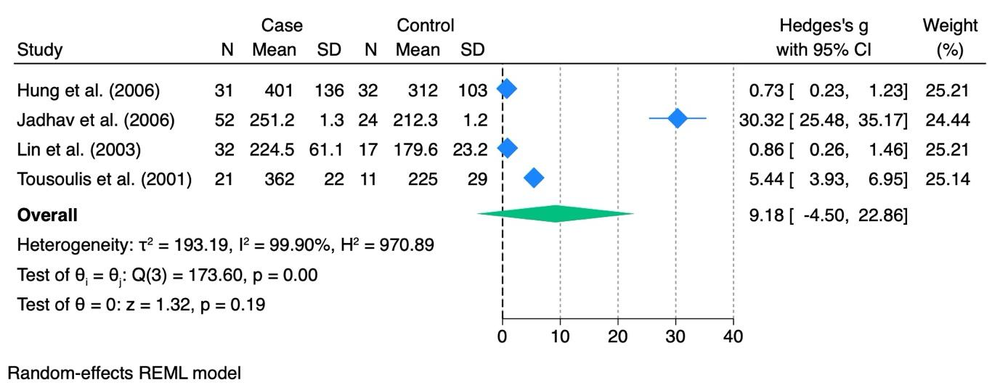 Case Control Hedges's g Weight
Study N Mean SD N Mean SD with 95% CI (%)
Hung et al. (2006) 31 401 136 32 312 103 0.73 [ 0.23, 1.23] 25.21
Jadhav et al. (2006) 52 251.2 1.3 24 212.3 1.2 30.32 [ 25.48, 35.17] 24.44
Lin et al. (2003) 32 224.5 61.1 17 179.6 23.2 0.86 [ 0.26, 1.46] 25.21
Tousoulis et al. (2001) 21 362 22 11 225 29 5.44 [ 3.93, 6.95] 25.14
Overall 9.18 [ -4.50, 22.86]
Heterogeneity: τ² = 193.19, I² = 99.90%, H² = 970.89
Test of θᵢ = θⱼ: Q(3) = 173.60, p = 0.00
Test of θ = 0: z = 1.32, p = 0.19
0 10 20 30 40
Random-effects REML model